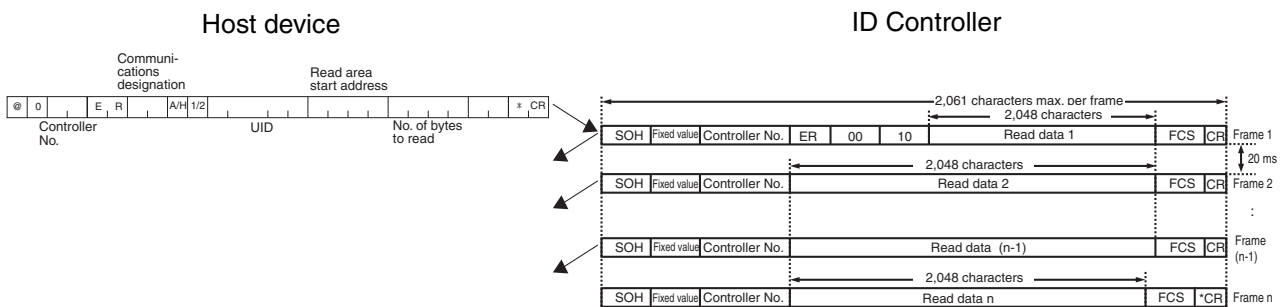 Host device
ID Controller
Communi-
cations
designation
Read area
start address
@ 0 E R A/H 1/2 * CR
Controller
No.
UID
No. of bytes
to read
2,061 characters max. per frame
2,048 characters
SOH Fixed value Controller No. ER 00 10 Read data 1 FCS CR Frame 1
20 ms
2,048 characters
SOH Fixed value Controller No. Read data 2 FCS CR Frame 2
:
SOH Fixed value Controller No. Read data (n-1) FCS CR Frame
(n-1)
2,048 characters
SOH Fixed value Controller No. Read data n FCS *CR Frame n